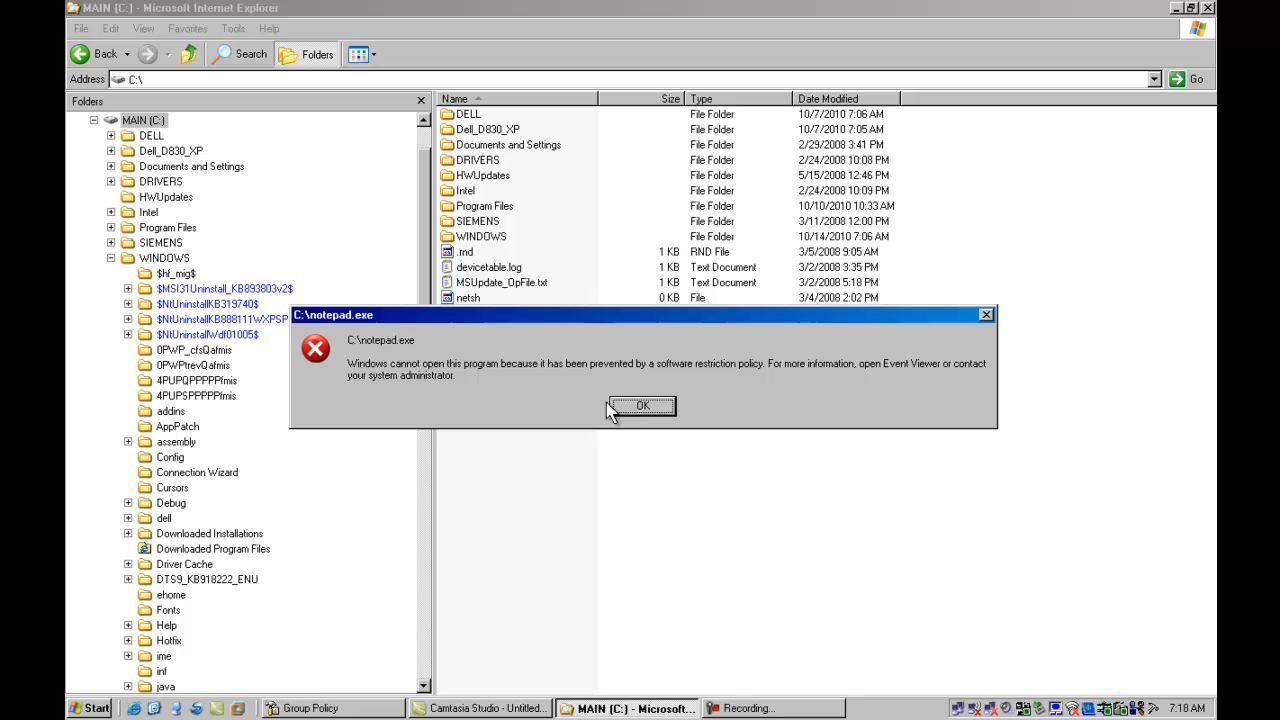 MAIN (C:) - Microsoft Internet Explorer
File Edit View Favorites Tools Help
Back Search Folders
Address C:\ Go
Folders
MAIN (C:)
DELL
Dell_D830_XP
Documents and Settings
DRIVERS
HWUpdates
Intel
Program Files
SIEMENS
WINDOWS
$hf_mig$
$MSI31Uninstall_KB893803v2$
$NtUninstallKB319740$
$NtUninstallKB888111WXPSP
$NtUninstallWdf01005$
0PWP_cfsQafmis
0PWPtrevQafmis
4PUPQPPPPPfmis
4PUPSPPPPPfmis
addins
AppPatch
assembly
Config
Connection Wizard
Cursors
Debug
dell
Downloaded Installations
Downloaded Program Files
Driver Cache
DTS9_KB918222_ENU
ehome
Fonts
Help
Hotfix
ime
inf
java
Name Size Type Date Modified
DELL File Folder 10/7/2010 7:06 AM
Dell_D830_XP File Folder 10/7/2010 7:05 AM
Documents and Settings File Folder 2/29/2008 3:41 PM
DRIVERS File Folder 2/24/2008 10:08 PM
HWUpdates File Folder 5/15/2008 12:46 PM
Intel File Folder 2/24/2008 10:09 PM
Program Files File Folder 10/10/2010 10:33 AM
SIEMENS File Folder 3/11/2008 12:00 PM
WINDOWS File Folder 10/14/2010 7:06 AM
.rnd 1 KB RND File 3/5/2008 9:05 AM
devicetable.log 1 KB Text Document 3/2/2008 3:35 PM
MSUpdate_OpFile.txt 1 KB Text Document 3/2/2008 5:18 PM
netsh 0 KB File 3/4/2008 2:02 PM
C:\notepad.exe
C:\notepad.exe
Windows cannot open this program because it has been prevented by a software restriction policy. For more information, open Event Viewer or contact
your system administrator.
OK
Start Group Policy Camtasia Studio - Untitled... MAIN (C:) - Microsoft... Recording... 7:18 AM